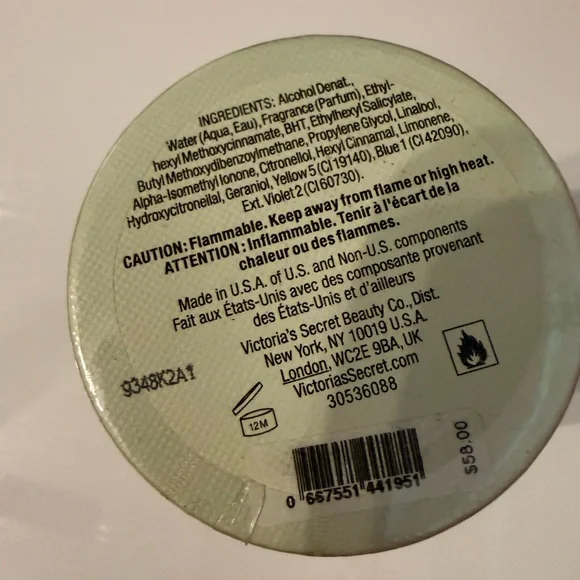 INGREDIENTS: Alcohol Denat.,
Water (Aqua, Eau), Fragrance (Parfum), Ethyl-
hexyl Methoxycinnamate, BHT, Ethylhexyl Salicylate,
Butyl Methoxydibenzoylmethane, Propylene Glycol, Linalool,
Alpha-Isomethyl Ionone, Citronellol, Hexyl Cinnamal, Limonene,
Hydroxycitronellal, Geraniol, Yellow 5 (CI 19140), Blue 1 (CI 42090),
Ext. Violet 2 (CI 60730).
CAUTION: Flammable. Keep away from flame or high heat.
ATTENTION : Inflammable. Tenir à l'écart de la
chaleur ou des flammes.
Made in U.S.A. of U.S. and Non-U.S. components
Fait aux États-Unis avec des composante provenant
des États-Unis et d'ailleurs
Victoria's Secret Beauty Co., Dist.
New York, NY 10019 U.S.A.
London, WC2E 9BA, UK
VictoriasSecret.com
30536088
9348K2A1
12M
0 667551 441951
$58.00